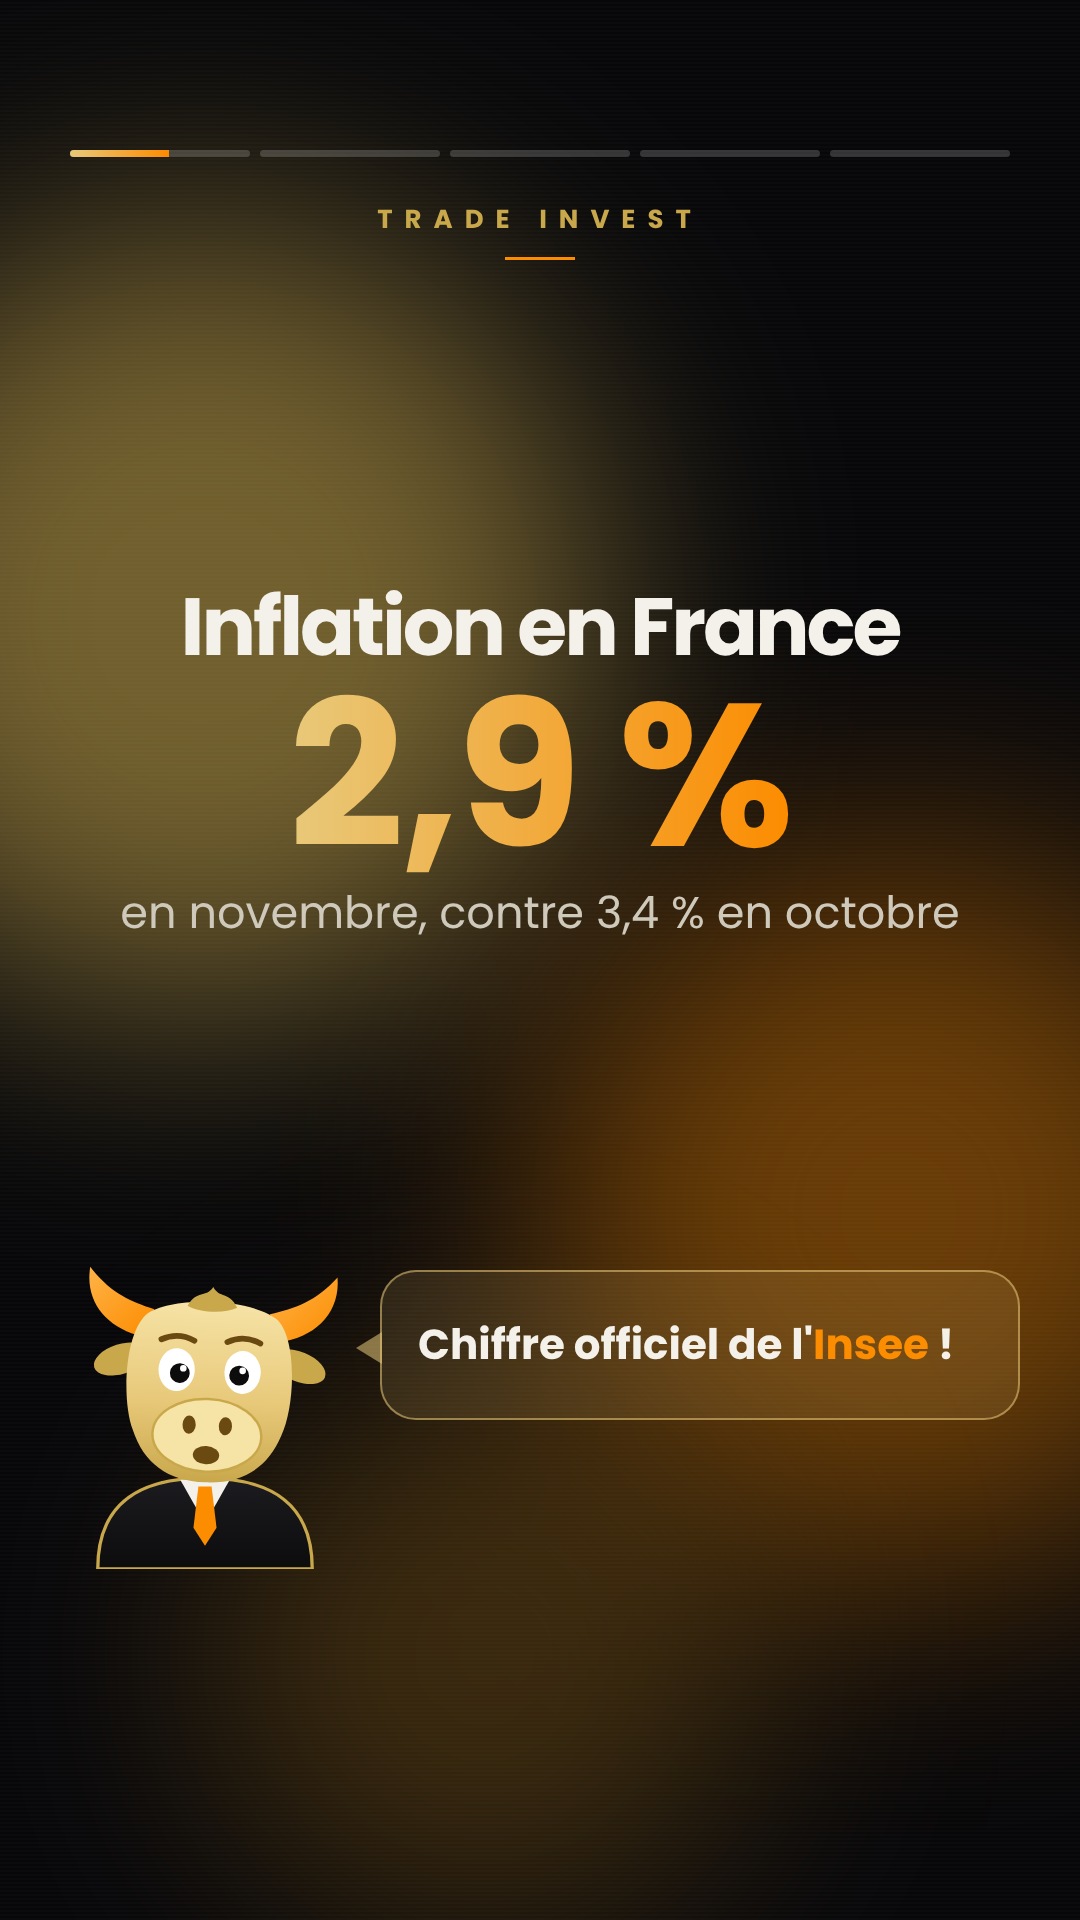 TRADE INVEST
Inflation en France
2,9 %
en novembre, contre 3,4 % en octobre
Chiffre officiel de l'Insee !